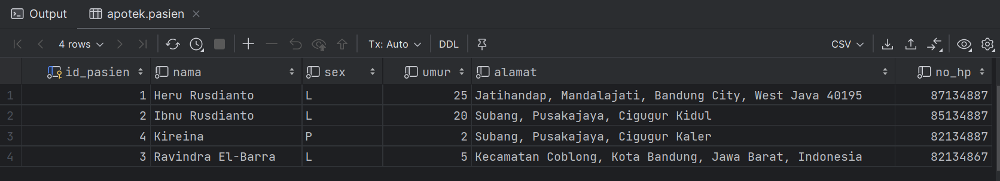 Output apotek.pasien
4 rows Tx: Auto DDL CSV
id_pasien nama sex umur alamat no_hp
1 1 Heru Rusdianto L 25 Jatihandap, Mandalajati, Bandung City, West Java 40195 87134887
2 2 Ibnu Rusdianto L 20 Subang, Pusakajaya, Cigugur Kidul 85134887
3 4 Kireina P 2 Subang, Pusakajaya, Cigugur Kaler 82134887
4 3 Ravindra El-Barra L 5 Kecamatan Coblong, Kota Bandung, Jawa Barat, Indonesia 82134867